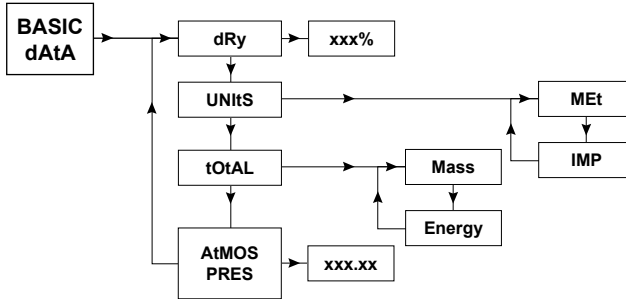 BASIC
dAtA
dRy
xxx%
UNItS
MEt
IMP
tOtAL
Mass
Energy
AtMOS
PRES
xxx.xx